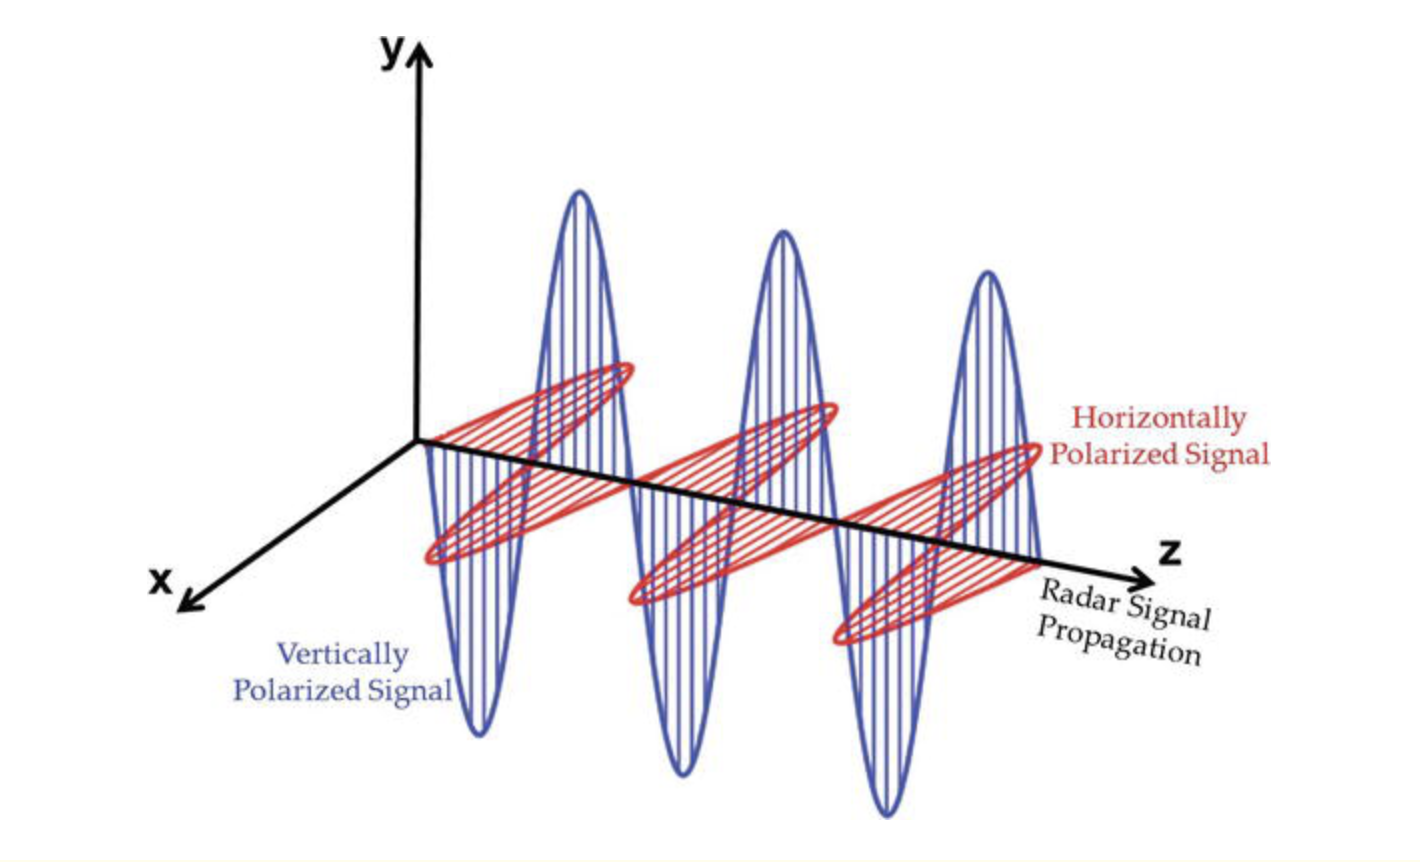 y
Horizontally
Polarized Signal
z
x
Radar Signal
Propagation
Vertically
Polarized Signal